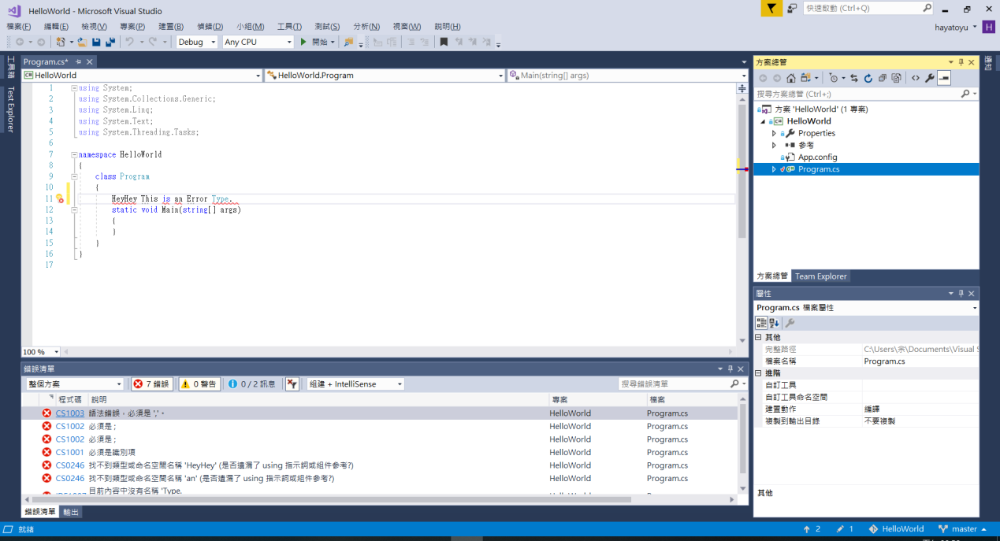 HelloWorld - Microsoft Visual Studio
快速啟動 (Ctrl+Q)
檔案(F) 編輯(E) 檢視(V) 專案(P) 建置(B) 偵錯(D) 小組(M) 工具(T) 測試(S) 分析(N) 視窗(W) 說明(H)
hayatoyu H
Debug Any CPU 開始
工具箱
Test Explorer
Program.cs*
HelloWorld HelloWorld.Program Main(string[] args)
1 using System;
2 using System.Collections.Generic;
3 using System.Linq;
4 using System.Text;
5 using System.Threading.Tasks;
6
7 namespace HelloWorld
8 {
9 class Program
10 {
11 HeyHey This is an Error Type.
12 static void Main(string[] args)
13 {
14 }
15 }
16 }
17
100 %
方案總管
搜尋方案總管 (Ctrl+;)
方案 'HelloWorld' (1 專案)
HelloWorld
Properties
參考
App.config
Program.cs
方案總管 Team Explorer
通知
屬性
Program.cs 檔案屬性
其他
完整路徑 C:\Users\余\Documents\Visual S
檔案名稱 Program.cs
進階
自訂工具
自訂工具命名空間
建置動作 編譯
複製到輸出目錄 不要複製
其他
錯誤清單
整個方案 7 錯誤 0 警告 0 / 2 訊息 組建 + IntelliSense 搜尋錯誤清單
程式碼 說明 專案 檔案
CS1003 語法錯誤，必須是 ','。 HelloWorld Program.cs
CS1002 必須是 ; HelloWorld Program.cs
CS1002 必須是 ; HelloWorld Program.cs
CS1001 必須是識別項 HelloWorld Program.cs
CS0246 找不到類型或命名空間名稱 'HeyHey' (是否遺漏了 using 指示詞或組件參考?) HelloWorld Program.cs
CS0246 找不到類型或命名空間名稱 'an' (是否遺漏了 using 指示詞或組件參考?) HelloWorld Program.cs
目前內容中沒有名稱 'Type.
錯誤清單 輸出
就緒 2 1 HelloWorld master